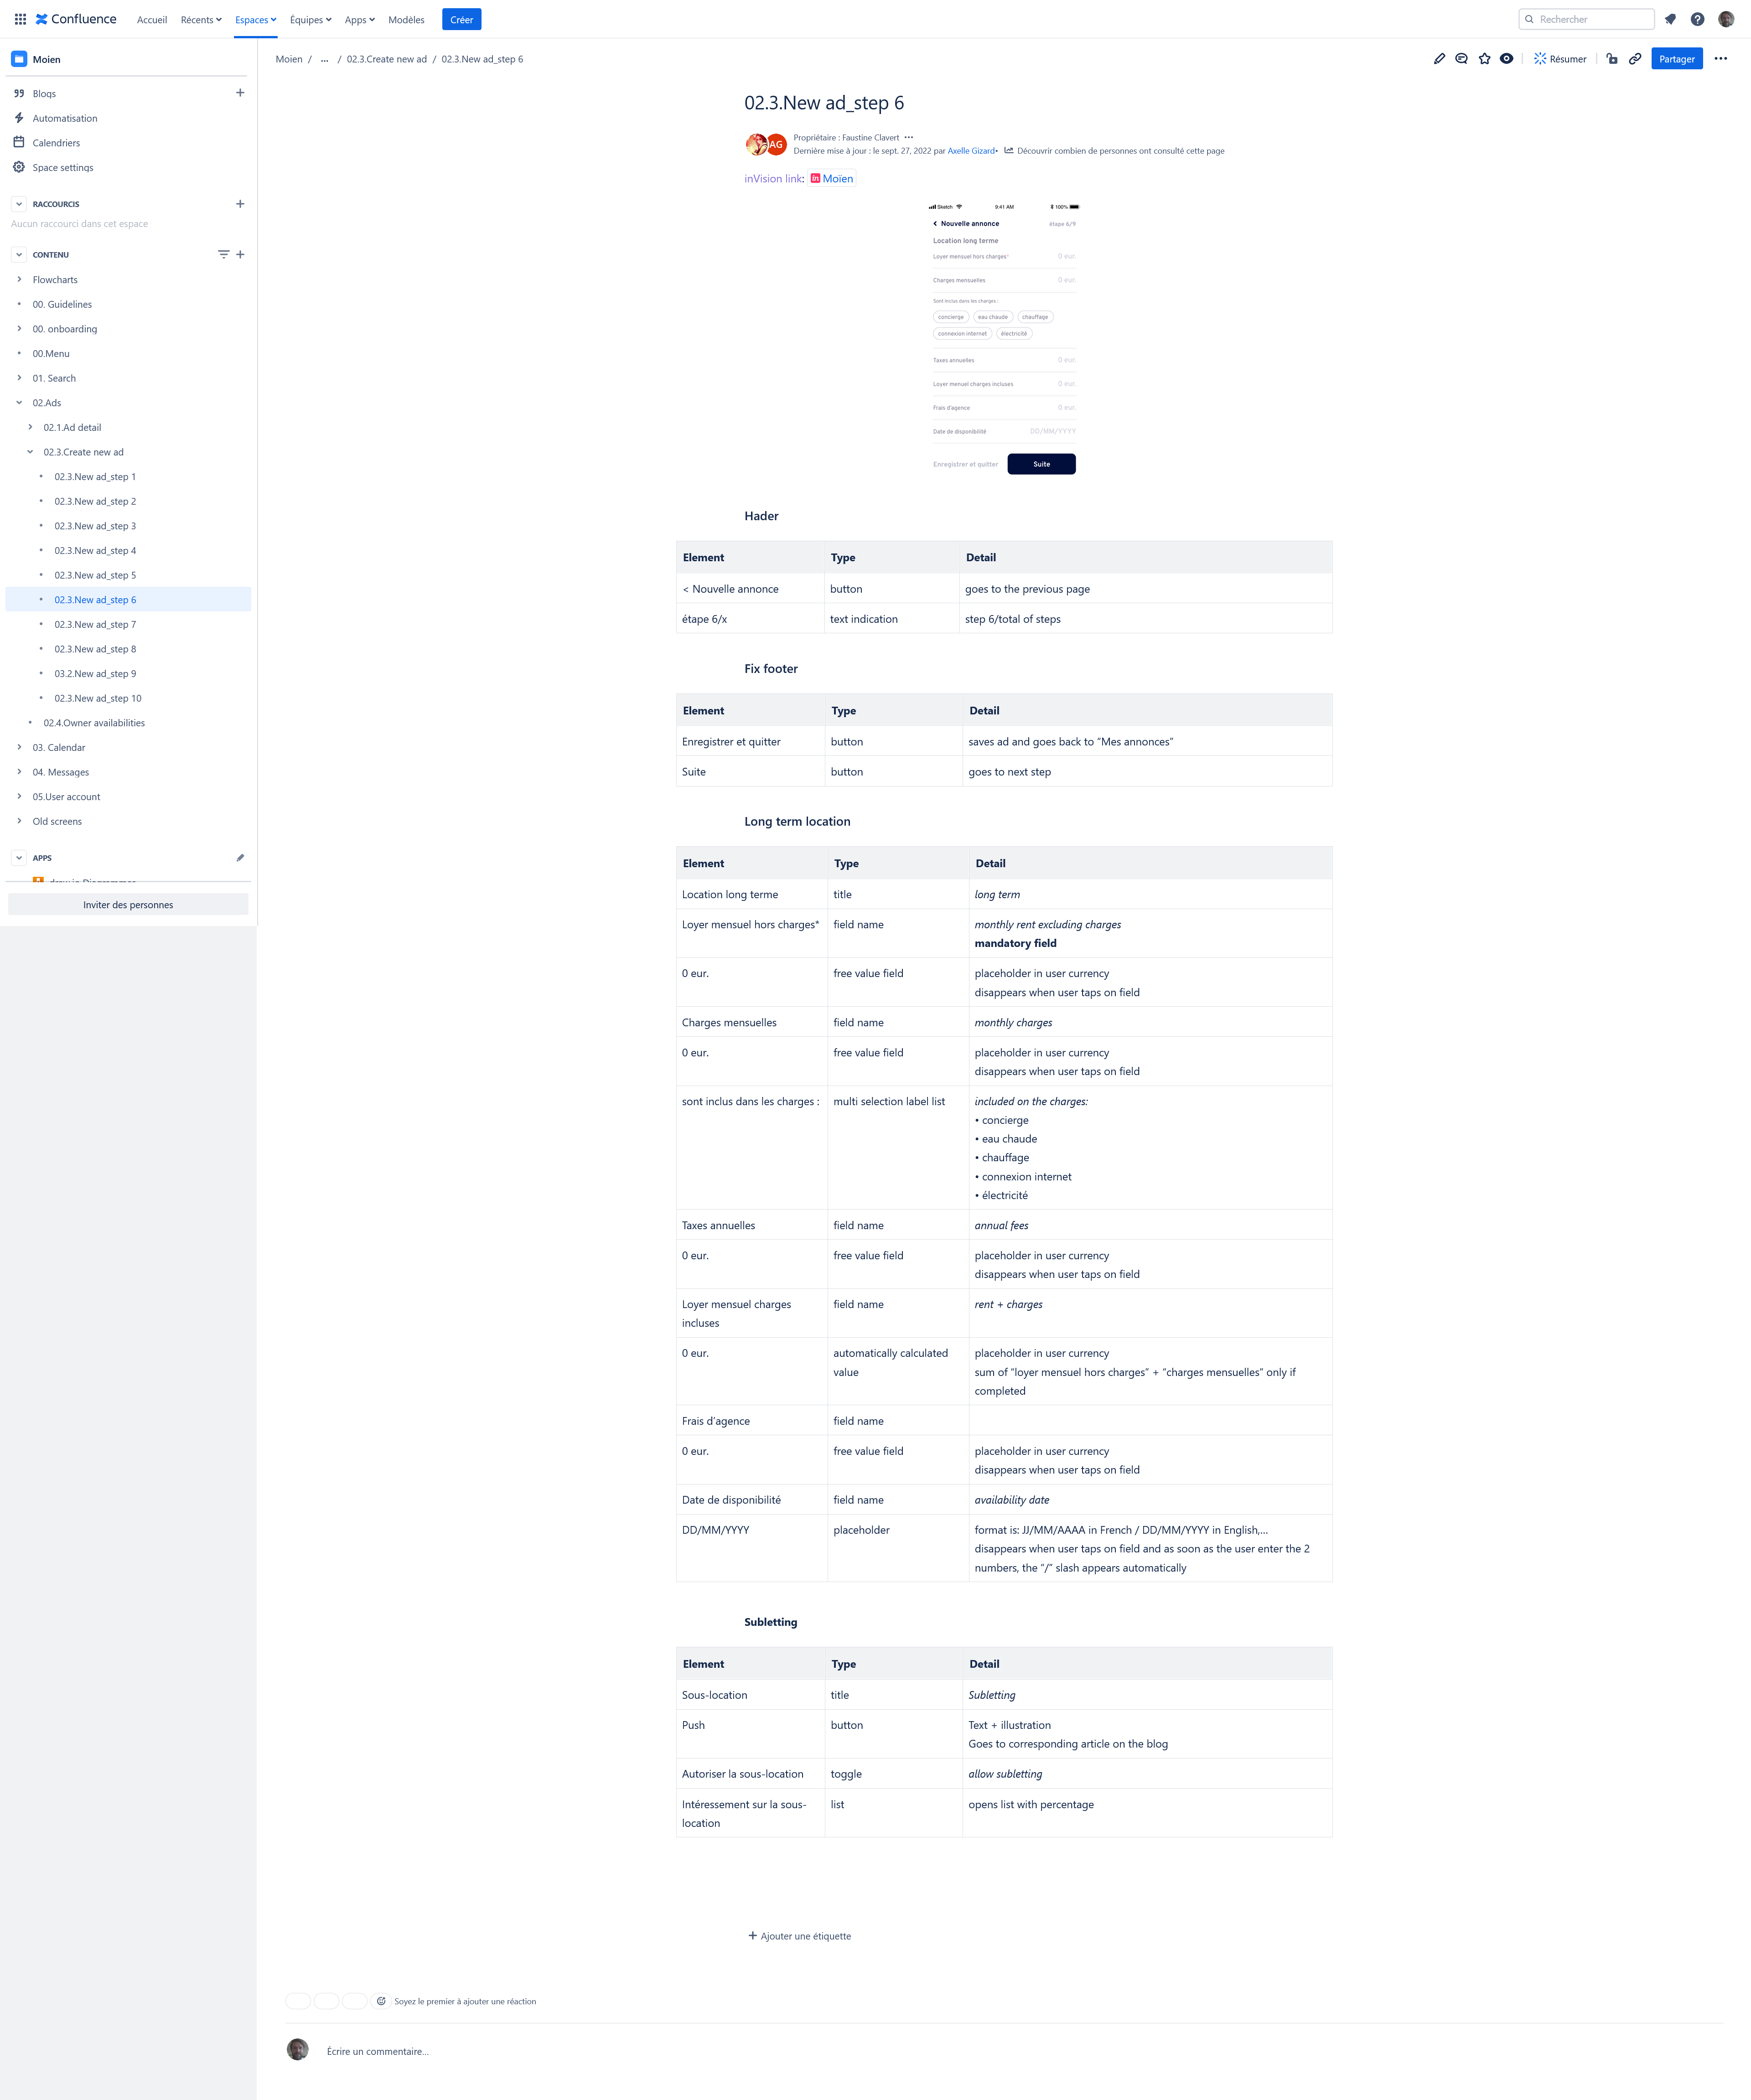 Confluence Accueil Récents Espaces Équipes Apps Modèles Créer Rechercher
Moien
Blogs
Automatisation
Calendriers
Space settings
RACCOURCIS
Aucun raccourci dans cet espace
CONTENU
Flowcharts
00. Guidelines
00. onboarding
00.Menu
01. Search
02.Ads
02.1.Ad detail
02.3.Create new ad
02.3.New ad_step 1
02.3.New ad_step 2
02.3.New ad_step 3
02.3.New ad_step 4
02.3.New ad_step 5
02.3.New ad_step 6
02.3.New ad_step 7
02.3.New ad_step 8
03.2.New ad_step 9
02.3.New ad_step 10
02.4.Owner availabilities
03. Calendar
04. Messages
05.User account
Old screens
APPS
Inviter des personnes
Moien / ... / 02.3.Create new ad / 02.3.New ad_step 6
Résumer Partager
02.3.New ad_step 6
AG
Propriétaire : Faustine Clavert
Dernière mise à jour : le sept. 27, 2022 par Axelle Gizard• Découvrir combien de personnes ont consulté cette page
inVision link: in Moïen
Sketch 9:41 AM 100%
Nouvelle annonce étape 6/9
Location long terme
Loyer mensuel hors charges* 0 eur.
Charges mensuelles 0 eur.
Sont inclus dans les charges :
concierge eau chaude chauffage
connexion internet électricité
Taxes annuelles 0 eur.
Loyer mensuel charges incluses 0 eur.
Frais d'agence 0 eur.
Date de disponibilité DD/MM/YYYY
Enregistrer et quitter Suite
Hader
Element Type Detail
< Nouvelle annonce button goes to the previous page
étape 6/x text indication step 6/total of steps
Fix footer
Element Type Detail
Enregistrer et quitter button saves ad and goes back to “Mes annonces”
Suite button goes to next step
Long term location
Element Type Detail
Location long terme title long term
Loyer mensuel hors charges* field name monthly rent excluding charges
mandatory field
0 eur. free value field placeholder in user currency
disappears when user taps on field
Charges mensuelles field name monthly charges
0 eur. free value field placeholder in user currency
disappears when user taps on field
sont inclus dans les charges : multi selection label list included on the charges:
• concierge
• eau chaude
• chauffage
• connexion internet
• électricité
Taxes annuelles field name annual fees
0 eur. free value field placeholder in user currency
disappears when user taps on field
Loyer mensuel charges field name rent + charges
incluses
0 eur. automatically calculated placeholder in user currency
value sum of “loyer mensuel hors charges” + “charges mensuelles” only if
completed
Frais d’agence field name
0 eur. free value field placeholder in user currency
disappears when user taps on field
Date de disponibilité field name availability date
DD/MM/YYYY placeholder format is: JJ/MM/AAAA in French / DD/MM/YYYY in English,...
disappears when user taps on field and as soon as the user enter the 2
numbers, the “/” slash appears automatically
Subletting
Element Type Detail
Sous-location title Subletting
Push button Text + illustration
Goes to corresponding article on the blog
Autoriser la sous-location toggle allow subletting
Intéressement sur la sous- list opens list with percentage
location
Ajouter une étiquette
Soyez le premier à ajouter une réaction
Écrire un commentaire…